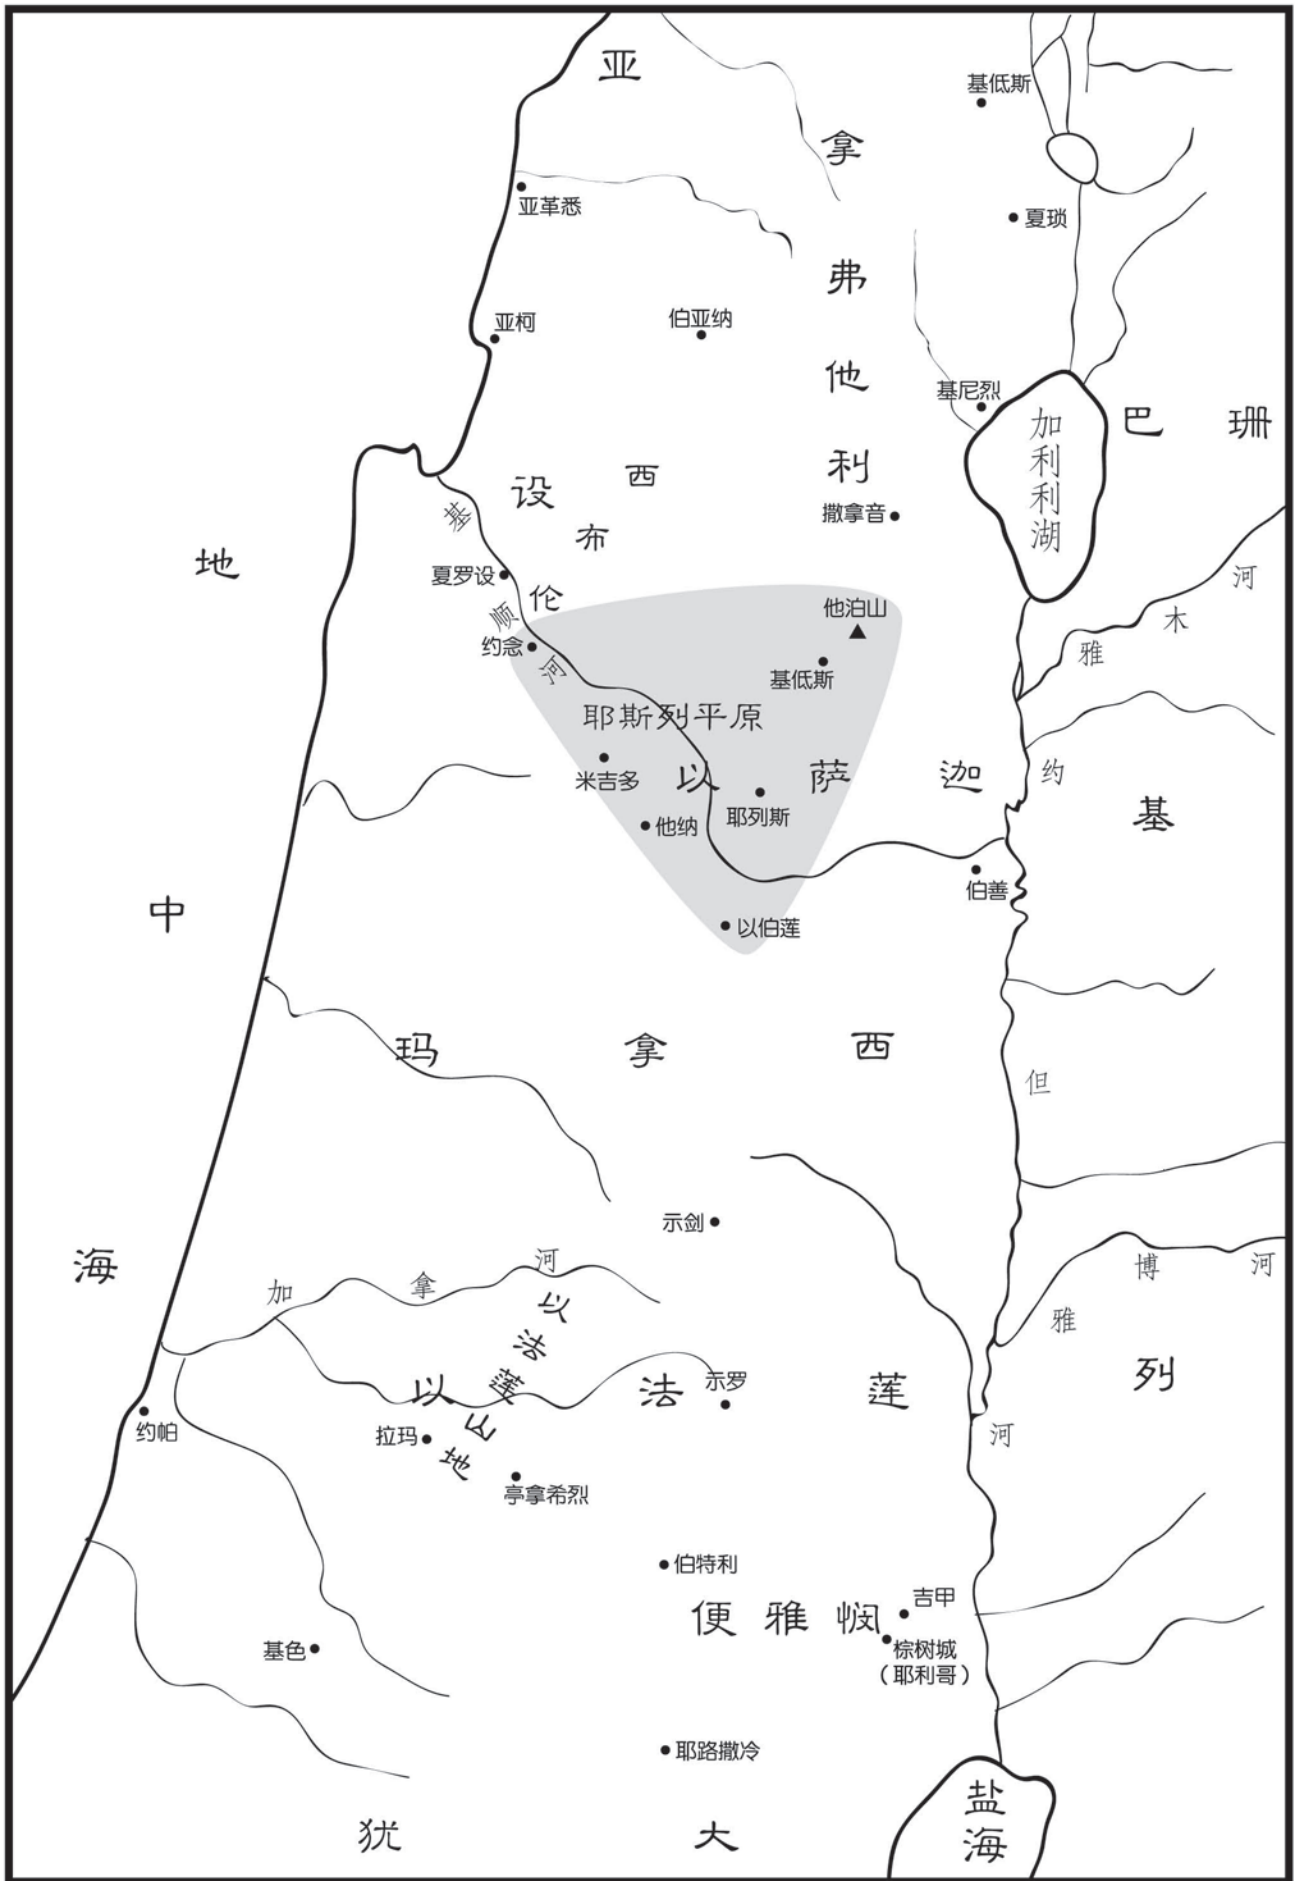 亚
西
设
布
伦
拿
弗
他
利
基低斯
夏琐
亚革悉
亚柯
伯亚纳
基尼烈
加利利湖
巴珊
撒拿音
地
中
海
基
顺
河
夏罗设
约念
他泊山
基低斯
耶斯列平原
米吉多
以萨迦
他纳
耶列斯
伯善
以伯莲
雅木河
约
但
河
基
列
玛拿西
示剑
加拿河
雅博河
以法莲山地
以法莲
示罗
约帕
拉玛
亭拿希烈
伯特利
便雅悯
吉甲
棕树城
（耶利哥）
基色
耶路撒冷
犹大
盐海